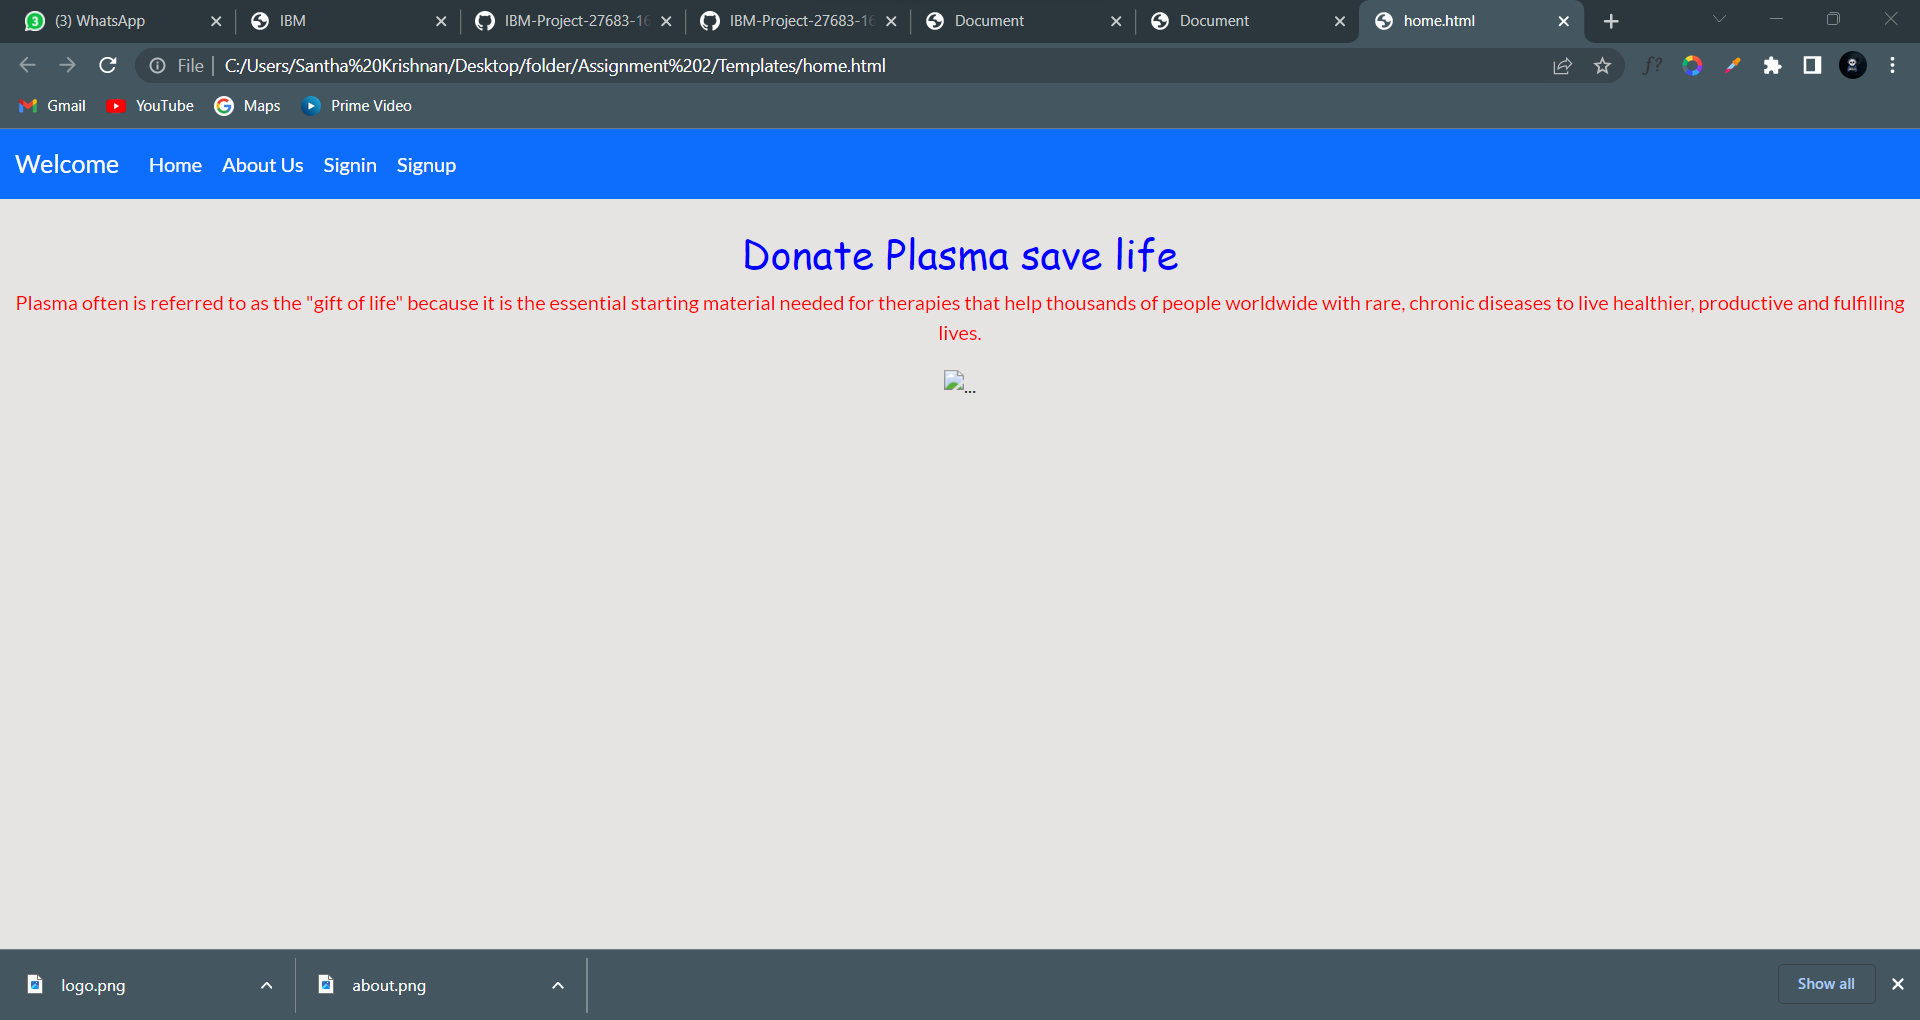 (3) WhatsApp
IBM
IBM-Project-27683-16
IBM-Project-27683-16
Document
Document
home.html
File
C:/Users/Santha%20Krishnan/Desktop/folder/Assignment%202/Templates/home.html
f?
Gmail
YouTube
Maps
Prime Video
Welcome
Home
About Us
Signin
Signup
Donate Plasma save life
Plasma often is referred to as the "gift of life" because it is the essential starting material needed for therapies that help thousands of people worldwide with rare, chronic diseases to live healthier, productive and fulfilling
lives.
...
logo.png
about.png
Show all